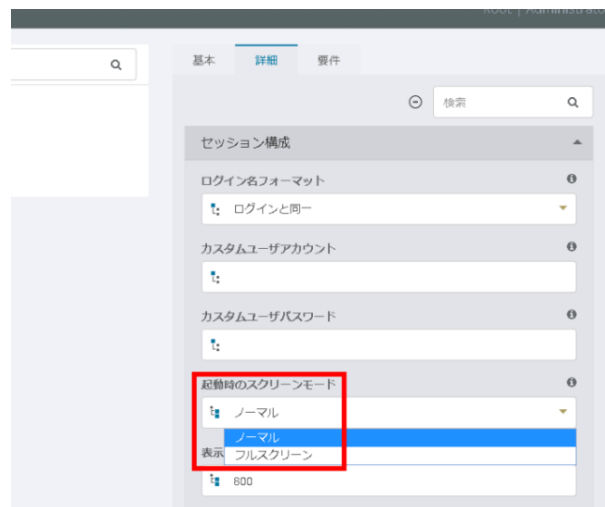 Root | Administrato
基本 詳細 要件
検索
セッション構成
ログイン名フォーマット
ログインと同一
カスタムユーザアカウント
カスタムユーザパスワード
起動時のスクリーンモード
ノーマル
ノーマル
表示
フルスクリーン
800